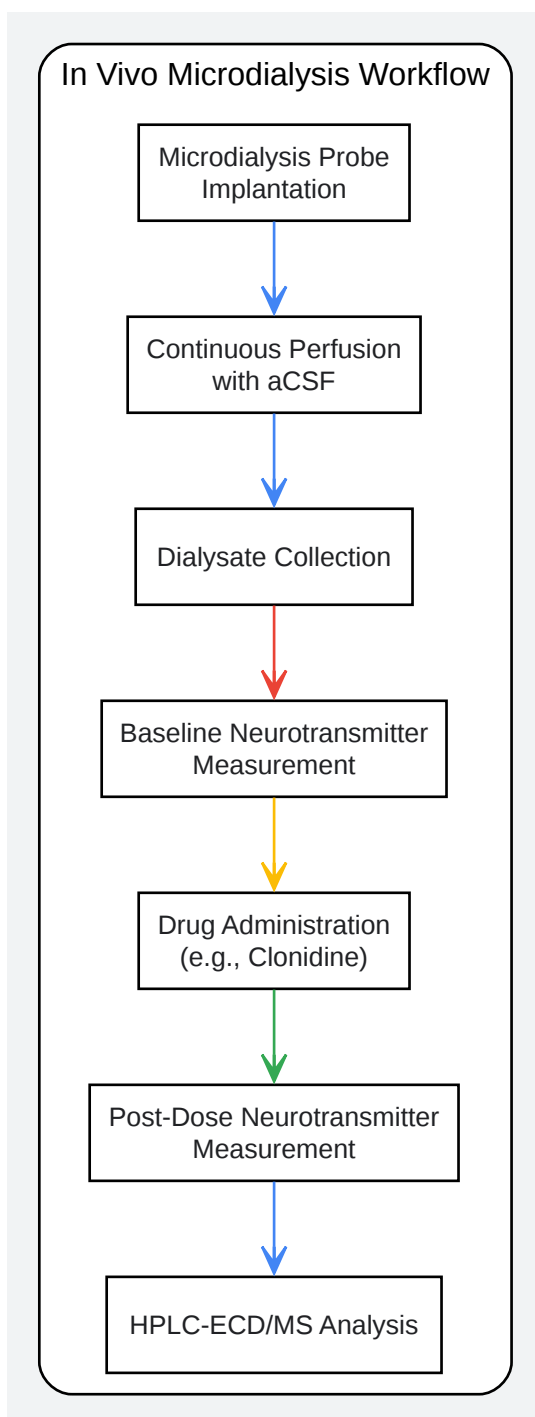 In Vivo Microdialysis Workflow
Microdialysis Probe
Implantation
Continuous Perfusion
with aCSF
Dialysate Collection
Baseline Neurotransmitter
Measurement
Drug Administration
(e.g., Clonidine)
Post-Dose Neurotransmitter
Measurement
HPLC-ECD/MS Analysis